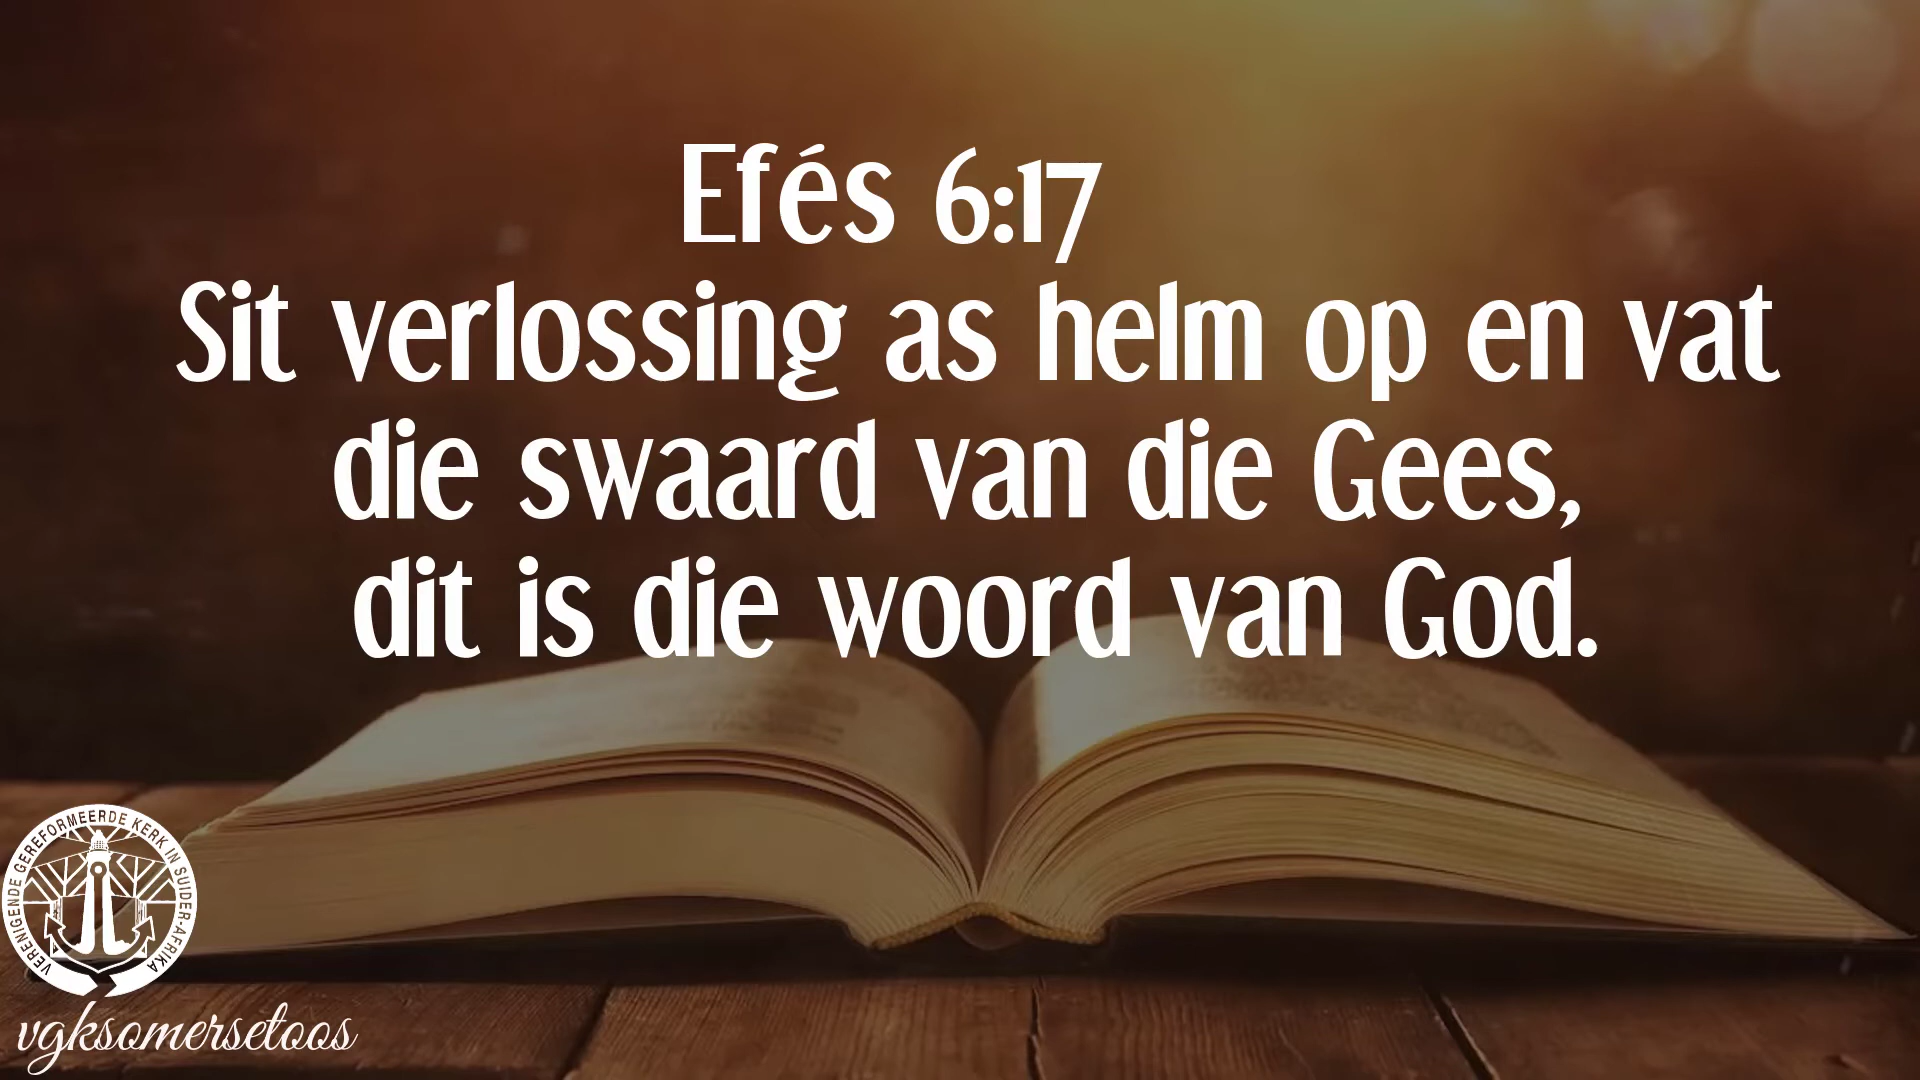 Efés 6:17
Sit verlossing as helm op en vat
die swaard van die Gees,
dit is die woord van God.
VERENIGENDE GEREFORMEERDE KERK IN SUIDER-AFRIKA
vgksomersetoos